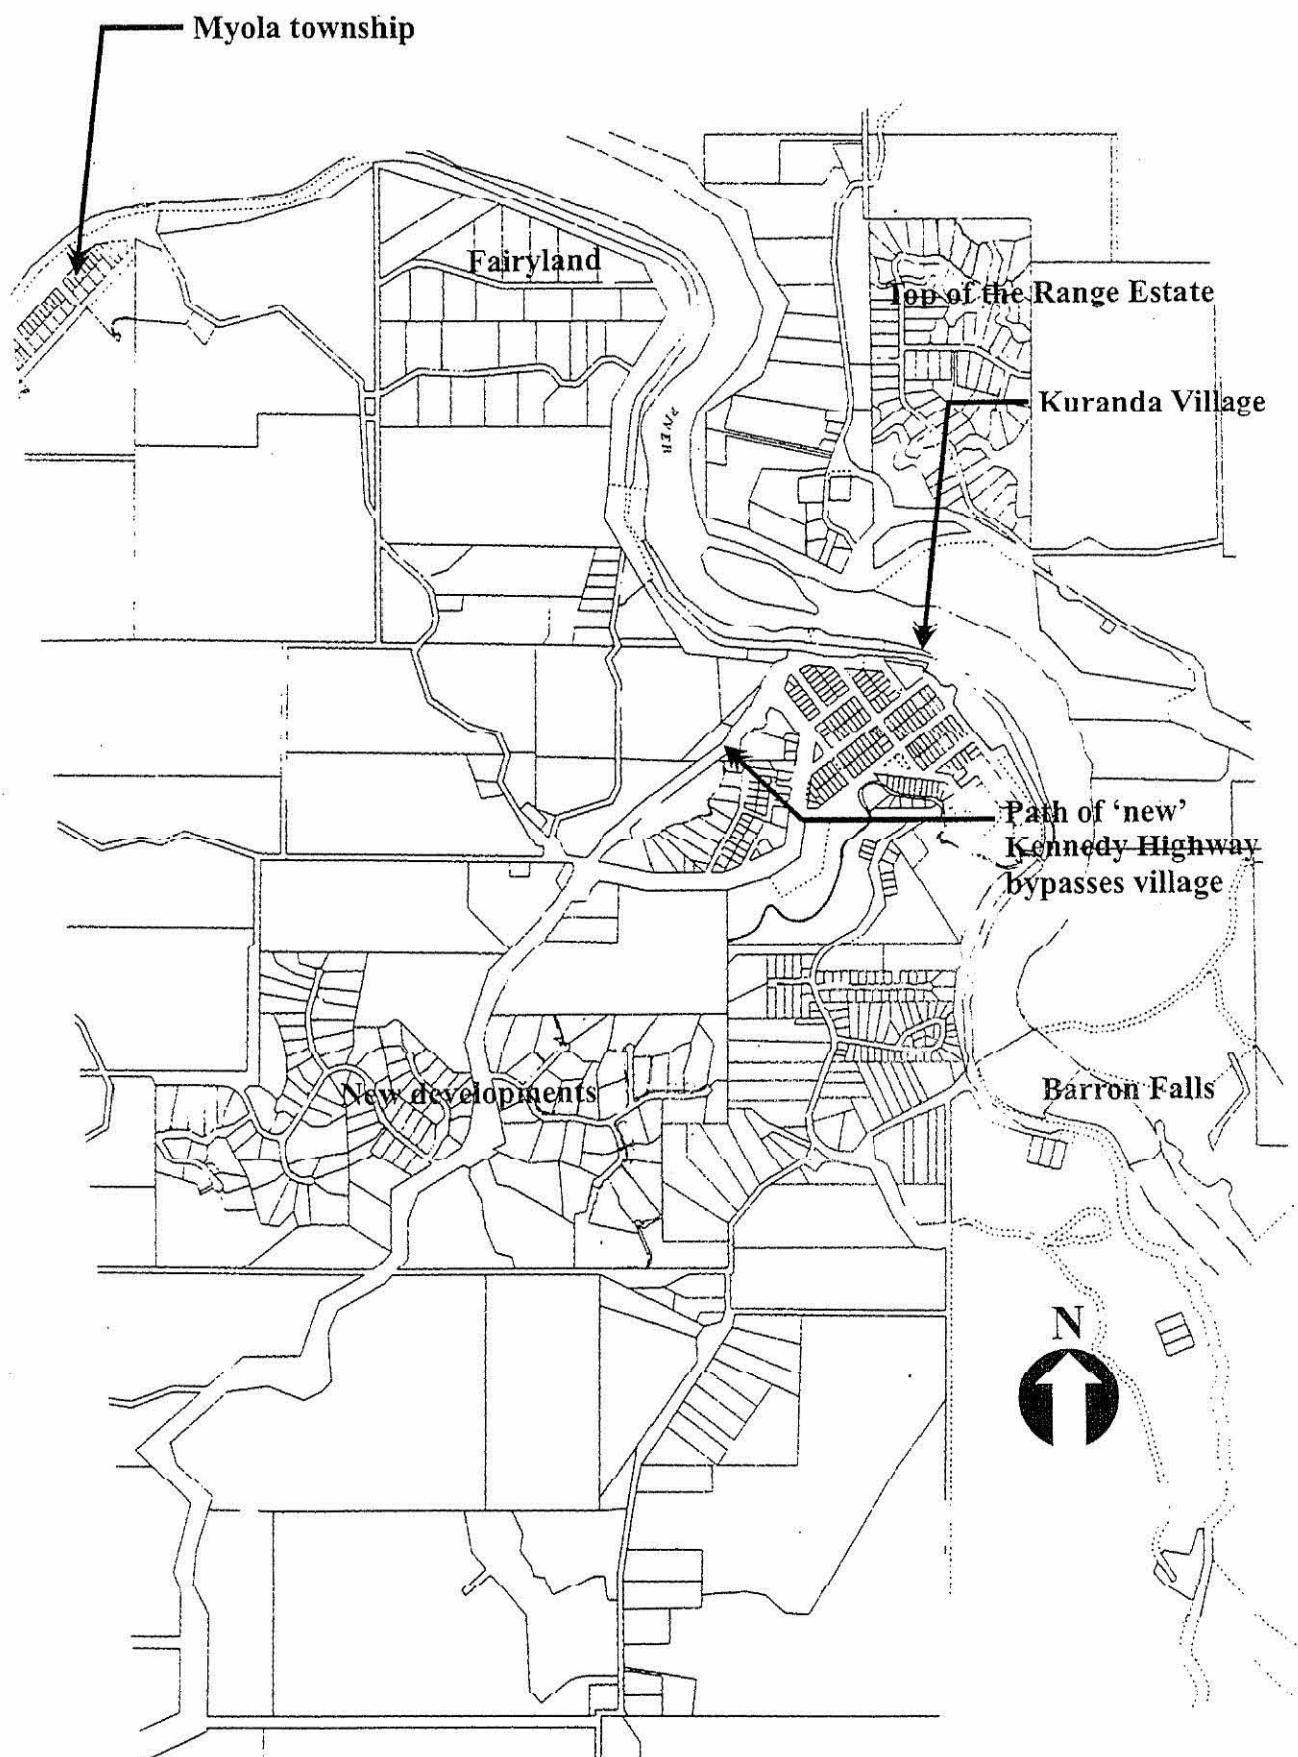 Myola township
Fairyland
Top of the Range Estate
Kuranda Village
RIVER
Path of ‘new’
Kennedy Highway
bypasses village
New developments
Barron Falls
N